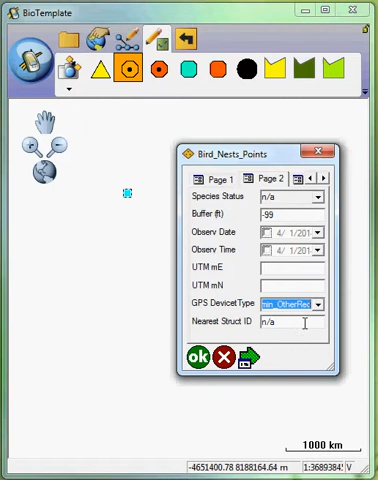 BioTemplate
Bird_Nests_Points
Page 1 Page 2
Species Status n/a
Buffer (ft) -99
Observ Date 4/ 1/201
Observ Time 4/ 1/201
UTM mE
UTM mN
GPS DeviceType min_OtherRec
Nearest Struct ID n/a
ok
1000 km
-4651400.78 8188164.64 m 1:3689384 V